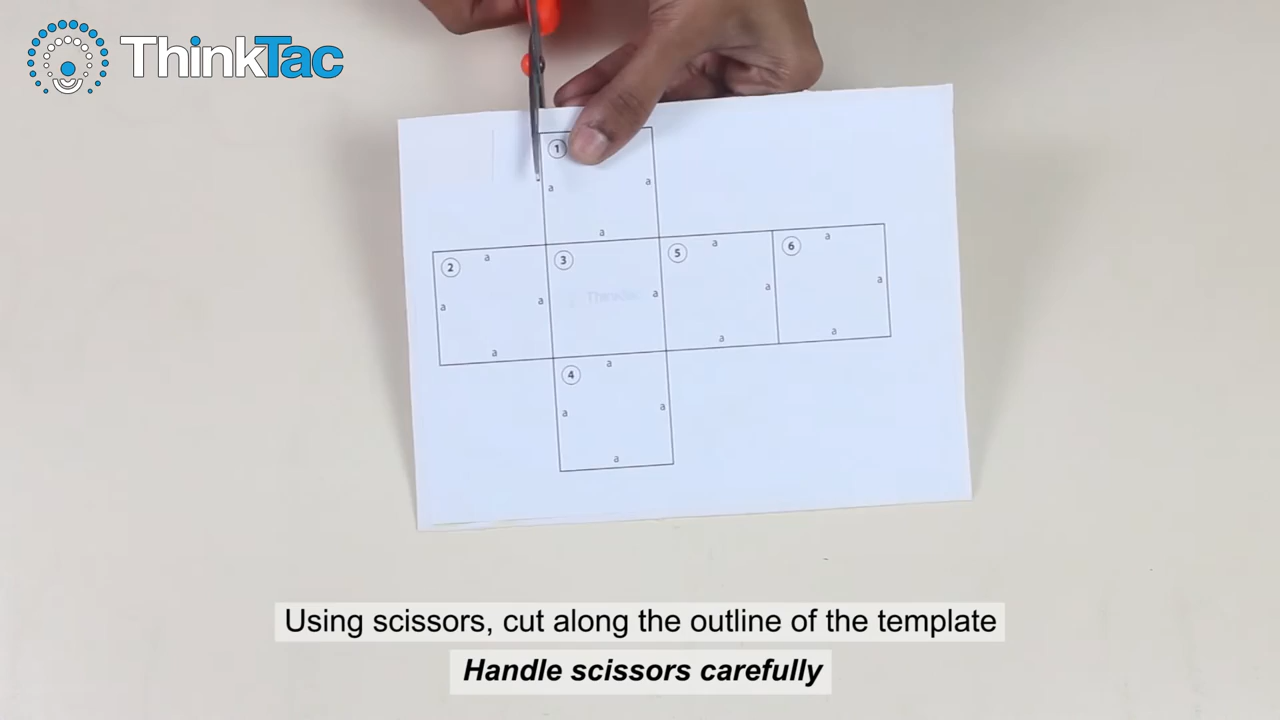 ThinkTac
1
a a
a
2 a 3 5 a 6 a
a a ThinkTac a a a
a a a
4 a
a a
a
Using scissors, cut along the outline of the template
Handle scissors carefully